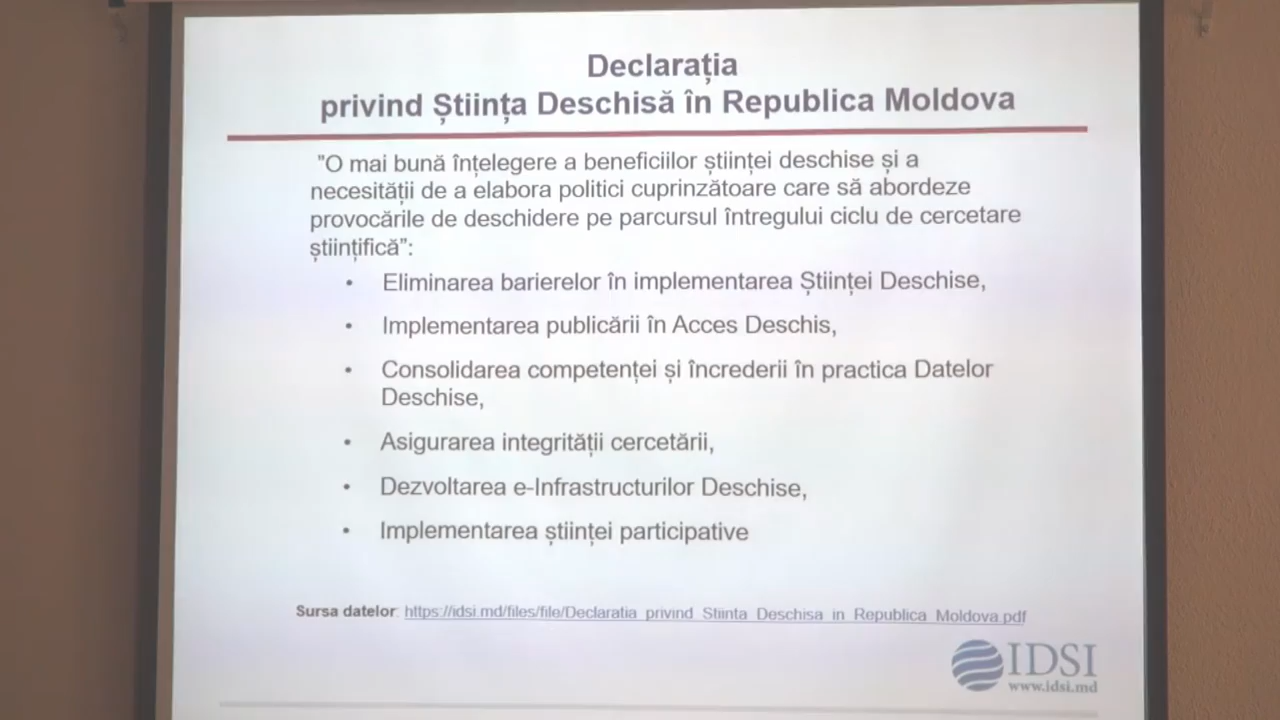 Declarația
privind Știința Deschisă în Republica Moldova
"O mai bună înțelegere a beneficiilor științei deschise și a
necesității de a elabora politici cuprinzătoare care să abordeze
provocările de deschidere pe parcursul întregului ciclu de cercetare
științifică”:
• Eliminarea barierelor în implementarea Științei Deschise,
• Implementarea publicării în Acces Deschis,
• Consolidarea competenței și încrederii în practica Datelor
Deschise,
• Asigurarea integrității cercetării,
• Dezvoltarea e-Infrastructurilor Deschise,
• Implementarea științei participative
Sursa datelor: https://idsi.md/files/file/Declaratia_privind_Stiinta_Deschisa_in_Republica_Moldova.pdf
IDSI
www.idsi.md